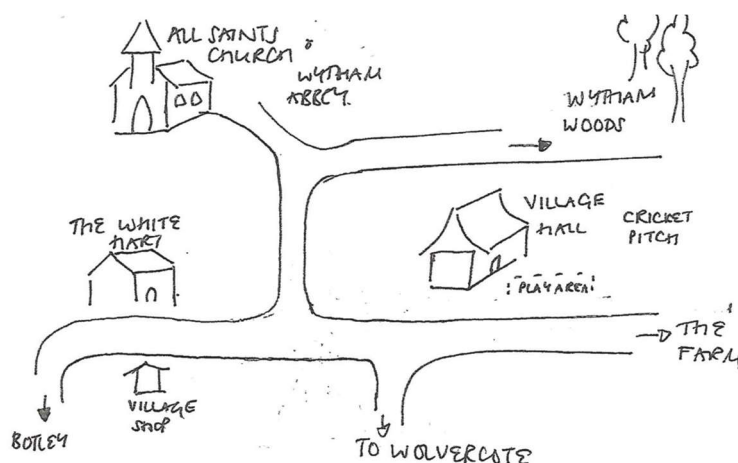 ALL SAINTS
CHURCH &
WYTHAM
ABBEY
WYTHAM
WOODS
THE WHITE
HART
VILLAGE
HALL
CRICKET
PITCH
PLAY AREA
THE
FARM
VILLAGE
SHOP
BOTLEY
TO WOLVERCOTE